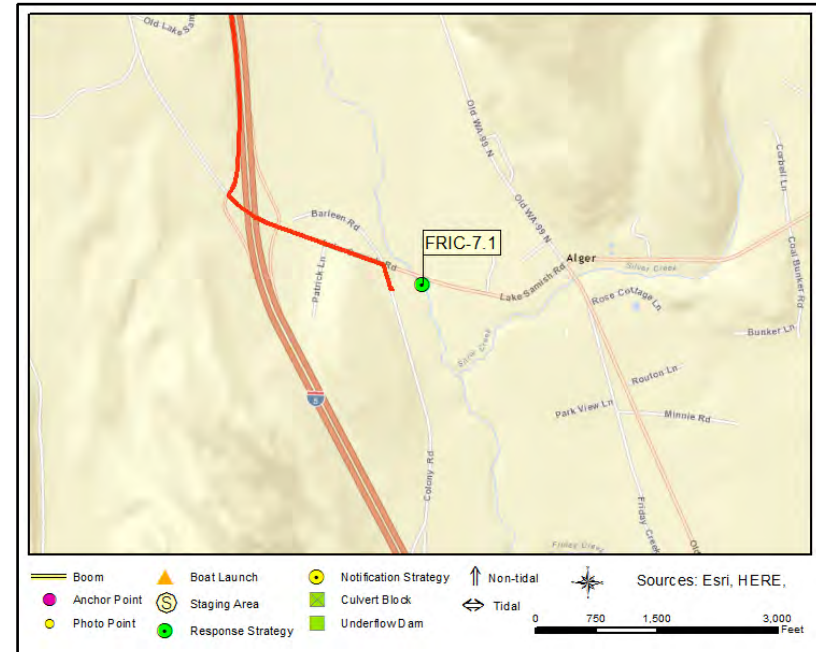 Old Lake Sam
Old WA-99 N
Corbell Ln
Barleen Rd
FRIC-7.1
Old WA-99 N
Alger
Coal Bunker Rd
Rd
Silver Creek
Patrick Ln
Lake Samish Rd
Rose Cottage Ln
Bunker Ln
Silver Creek
Routon Ln
5
Park View Ln
Minnie Rd
Colony Rd
Friday Creek
Friday Creek
Old
Boom
Boat Launch
Notification Strategy
Non-tidal
Sources: Esri, HERE,
Anchor Point
S
Staging Area
Culvert Block
Tidal
Photo Point
Response Strategy
Underflow Dam
0 750 1,500 3,000
Feet